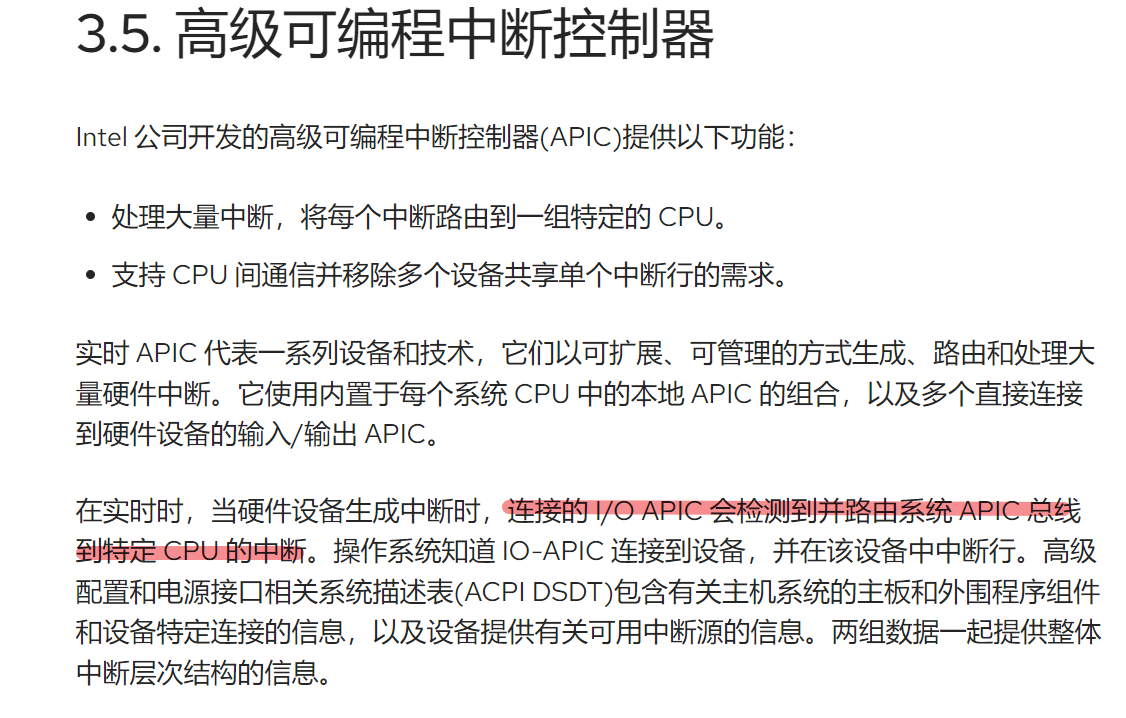 3.5. 高级可编程中断控制器
Intel 公司开发的高级可编程中断控制器(APIC)提供以下功能：
• 处理大量中断，将每个中断路由到一组特定的 CPU。
• 支持 CPU 间通信并移除多个设备共享单个中断行的需求。
实时 APIC 代表一系列设备和技术，它们以可扩展、可管理的方式生成、路由和处理大
量硬件中断。它使用内置于每个系统 CPU 中的本地 APIC 的组合，以及多个直接连接
到硬件设备的输入/输出 APIC。
在实时时，当硬件设备生成中断时，连接的 I/O APIC 会检测到并路由系统 APIC 总线
到特定 CPU 的中断。操作系统知道 IO-APIC 连接到设备，并在该设备中中断行。高级
配置和电源接口相关系统描述表(ACPI DSDT)包含有关主机系统的主板和外围程序组件
和设备特定连接的信息，以及设备提供有关可用中断源的信息。两组数据一起提供整体
中断层次结构的信息。